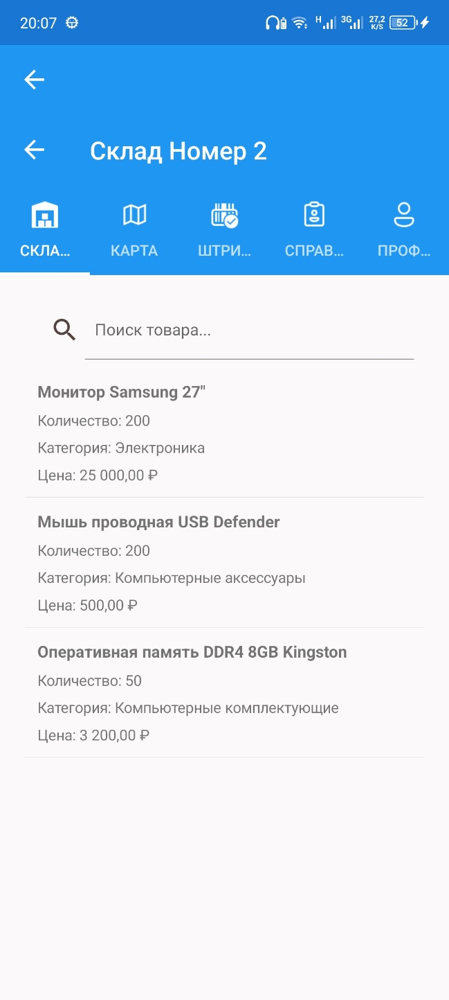 20:07 H 3G 27,2 K/S 52
Склад Номер 2
СКЛА... КАРТА ШТРИ... СПРАВ... ПРОФ...
Поиск товара...
Монитор Samsung 27"
Количество: 200
Категория: Электроника
Цена: 25 000,00 ₽
Мышь проводная USB Defender
Количество: 200
Категория: Компьютерные аксессуары
Цена: 500,00 ₽
Оперативная память DDR4 8GB Kingston
Количество: 50
Категория: Компьютерные комплектующие
Цена: 3 200,00 ₽